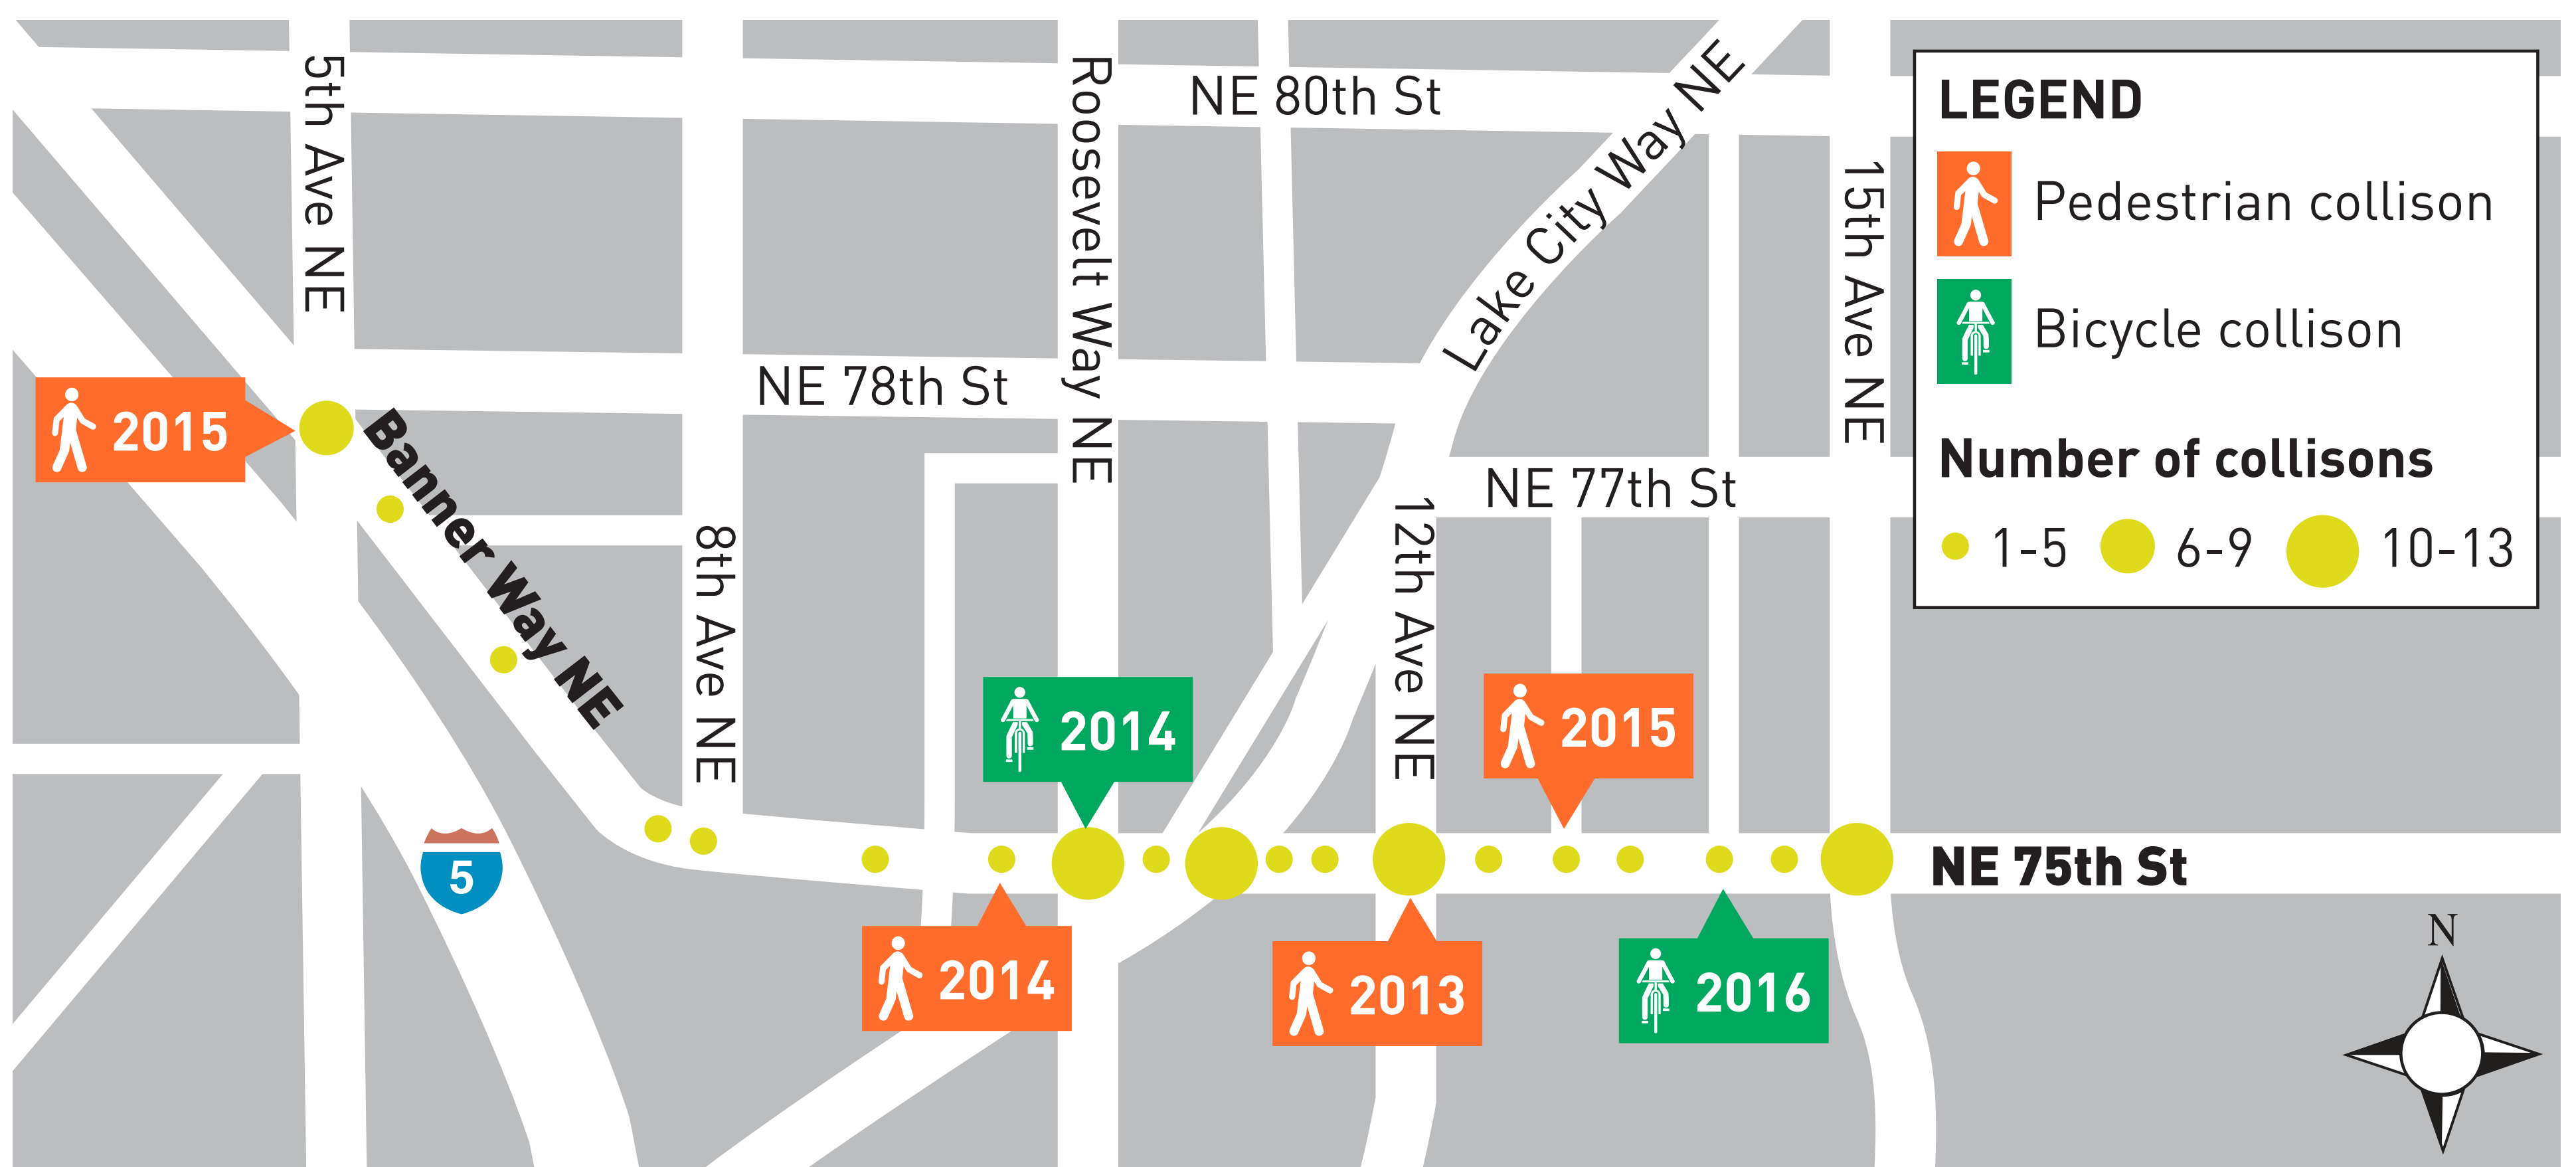 5th Ave NE
Roosevelt Way NE
NE 80th St
Lake City Way NE
15th Ave NE
LEGEND
Pedestrian collison
Bicycle collison
Number of collisons
1-5
6-9
10-13
NE 78th St
2015
Banner Way NE
NE 77th St
8th Ave NE
12th Ave NE
2014
2015
5
NE 75th St
2014
2013
2016
N